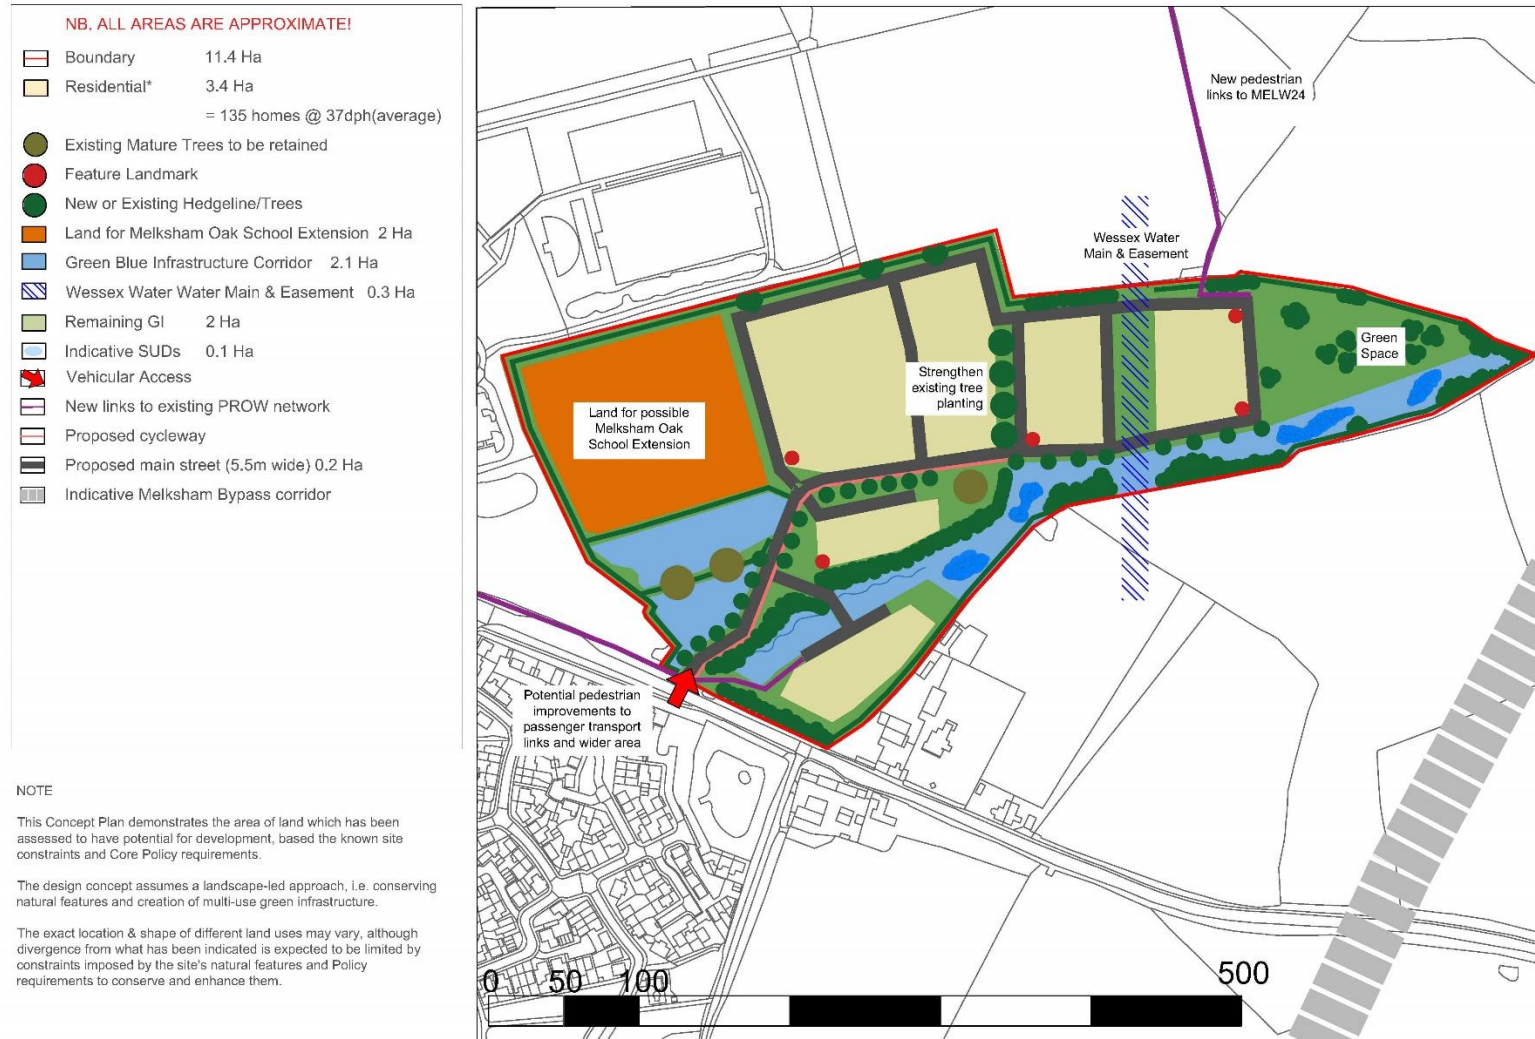 NB. ALL AREAS ARE APPROXIMATE!
Boundary 11.4 Ha
Residential* 3.4 Ha
= 135 homes @ 37dph(average)
Existing Mature Trees to be retained
Feature Landmark
New or Existing Hedgeline/Trees
Land for Melksham Oak School Extension 2 Ha
Green Blue Infrastructure Corridor 2.1 Ha
Wessex Water Water Main & Easement 0.3 Ha
Remaining GI 2 Ha
Indicative SUDs 0.1 Ha
Vehicular Access
New links to existing PROW network
Proposed cycleway
Proposed main street (5.5m wide) 0.2 Ha
Indicative Melksham Bypass corridor
NOTE
This Concept Plan demonstrates the area of land which has been
assessed to have potential for development, based the known site
constraints and Core Policy requirements.
The design concept assumes a landscape-led approach, i.e. conserving
natural features and creation of multi-use green infrastructure.
The exact location & shape of different land uses may vary, although
divergence from what has been indicated is expected to be limited by
constraints imposed by the site's natural features and Policy
requirements to conserve and enhance them.
New pedestrian
links to MELW24
Wessex Water
Main & Easement
Green
Space
Strengthen
existing tree
planting
Land for possible
Melksham Oak
School Extension
Potential pedestrian
improvements to
passenger transport
links and wider area
0 50 100 500